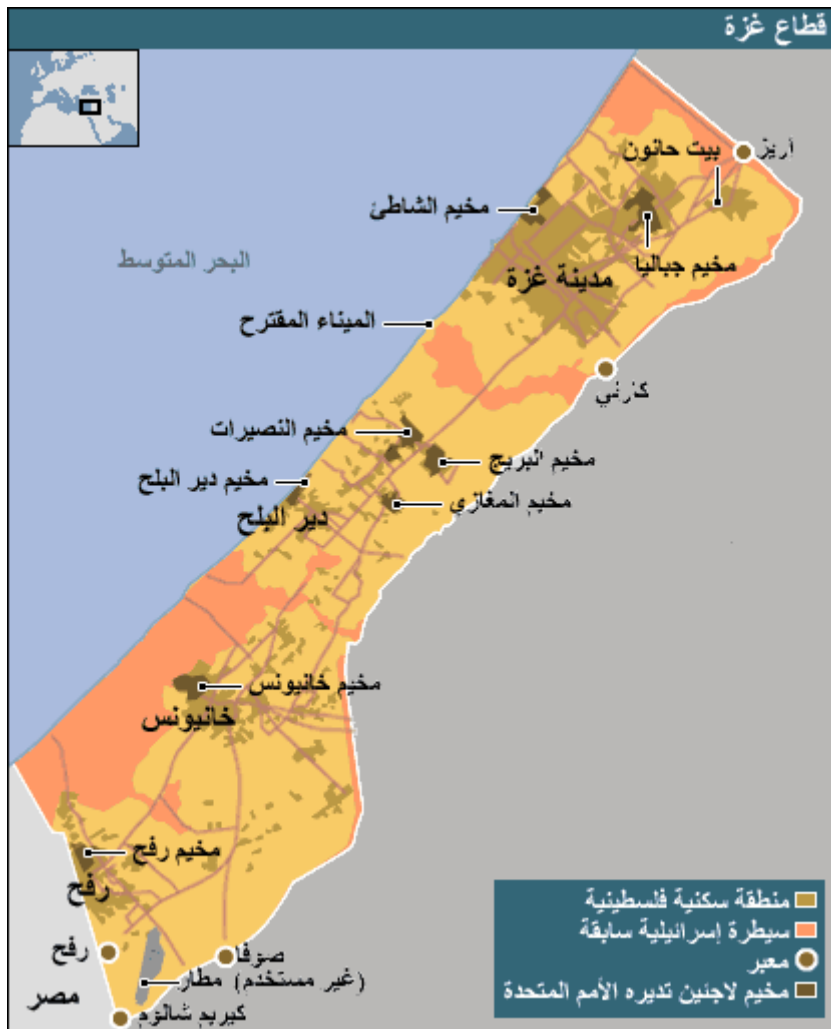 قطاع غزة
اريز
بيت حانون
مخيم الشاطئ
مخيم جباليا
البحر المتوسط
مدينة غزة
الميناء المقترح
كارني
مخيم النصيرات
مخيم البريج
مخيم دير البلح
مخيم المغازي
دير البلح
مخيم خانيونس
خانيونس
مخيم رفح
رفح
منطقة سكنية فلسطينية
سيطرة إسرائيلية سابقة
معبر
مخيم لاجئين تديره الأمم المتحدة
رفح
صوفا
(غير مستخدم) مطار
مصر
كيريم شالوم